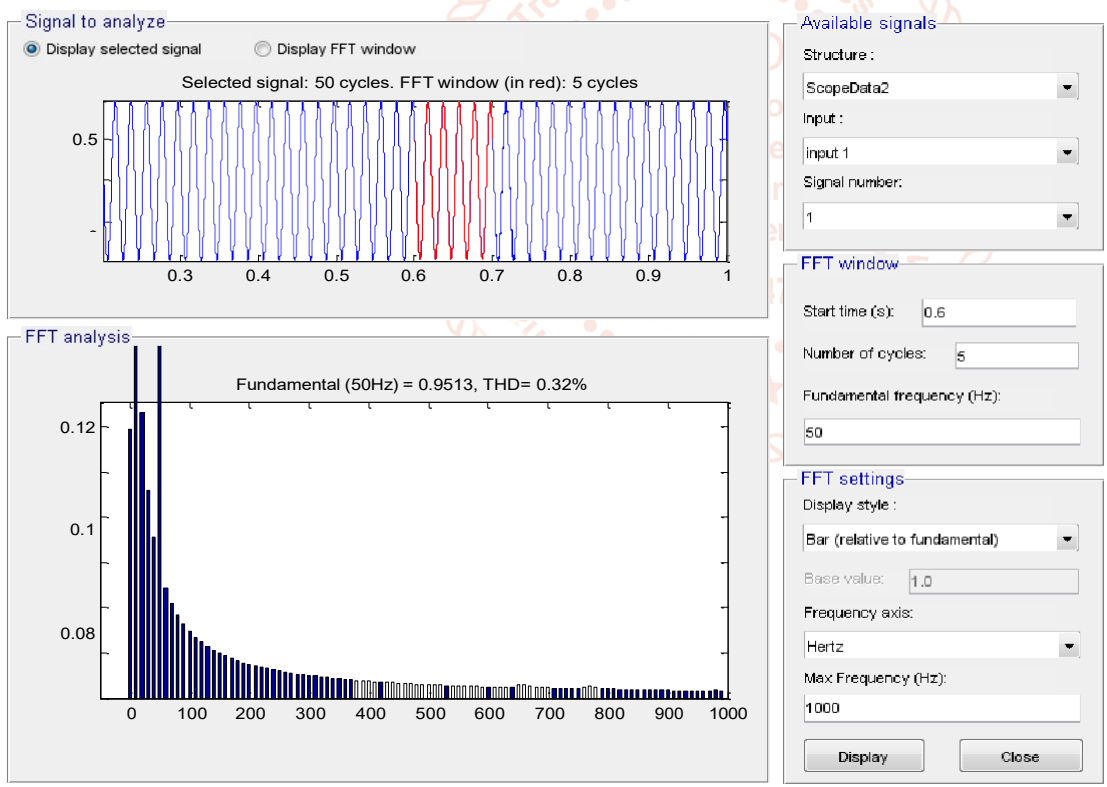 Signal to analyze
Display selected signal
Display FFT window
Selected signal: 50 cycles. FFT window (in red): 5 cycles
0.5
-
0.3 0.4 0.5 0.6 0.7 0.8 0.9 1
FFT analysis
Fundamental (50Hz) = 0.9513, THD= 0.32%
0.12
0.1
0.08
0 100 200 300 400 500 600 700 800 900 1000
Available signals
Structure :
ScopeData2
Input :
input 1
Signal number:
1
FFT window
Start time (s): 0.6
Number of cycles: 5
Fundamental frequency (Hz):
50
FFT settings
Display style :
Bar (relative to fundamental)
Base value: 1.0
Frequency axis:
Hertz
Max Frequency (Hz):
1000
Display
Close